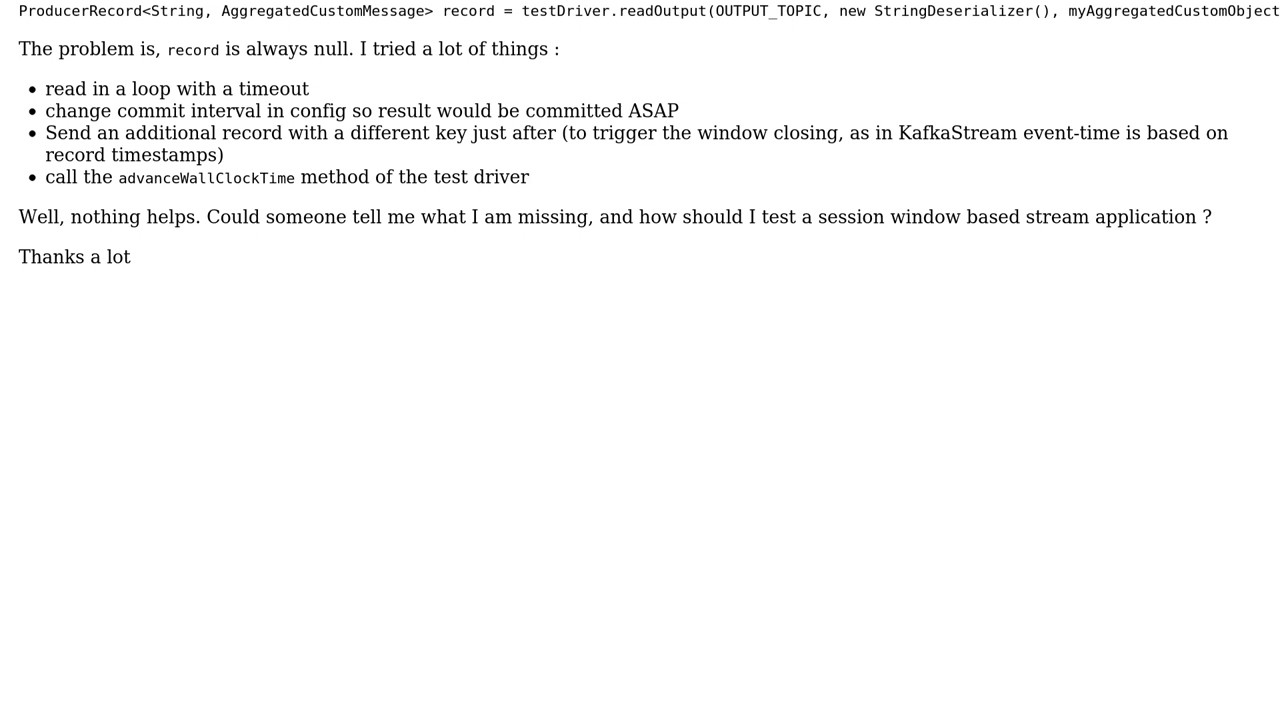 ProducerRecord<String, AggregatedCustomMessage> record = testDriver.readOutput(OUTPUT_TOPIC, new StringDeserializer(), myAggregatedCustomObject
The problem is, record is always null. I tried a lot of things :
• read in a loop with a timeout
• change commit interval in config so result would be committed ASAP
• Send an additional record with a different key just after (to trigger the window closing, as in KafkaStream event-time is based on
record timestamps)
• call the advanceWallClockTime method of the test driver
Well, nothing helps. Could someone tell me what I am missing, and how should I test a session window based stream application ?
Thanks a lot